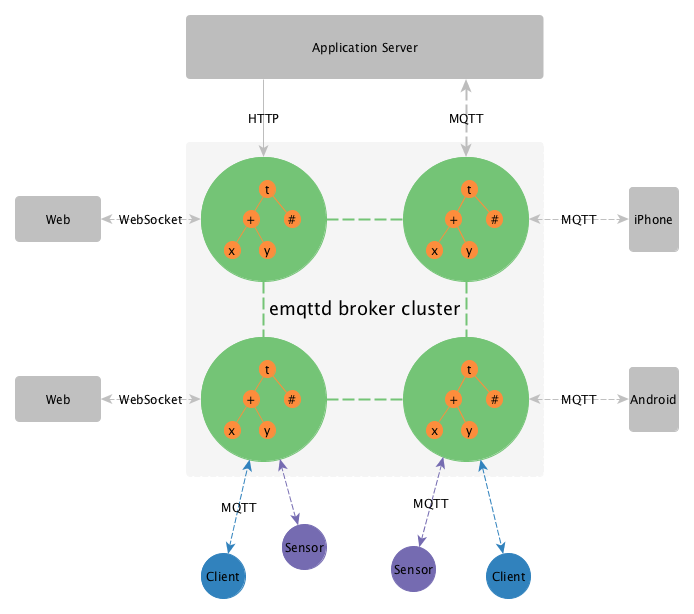 Application Server
HTTP
MQTT
t
t
Web
WebSocket
+
#
+
#
MQTT
iPhone
x
y
x
y
emqttd broker cluster
t
t
Web
WebSocket
+
#
+
#
MQTT
Android
x
y
x
y
MQTT
MQTT
Sensor
Client
Sensor
Client